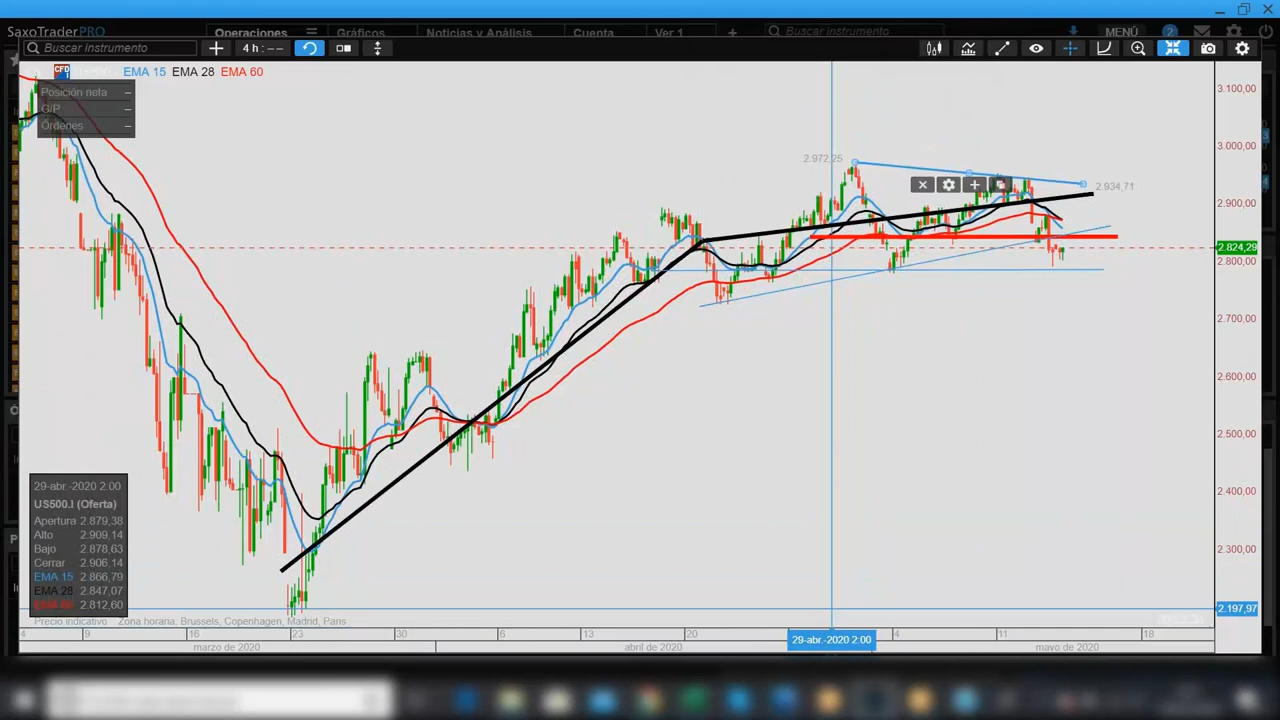 SaxoTraderPRO
Operaciones
Gráficos
Noticias y Análisis
Cuenta
Ver 1
+
Buscar instrumento
MENÚ
2
Buscar instrumento
4 h : – –
CFD
EMA 15 EMA 28 EMA 60
Posición neta –
G/P –
Órdenes –
2.972,25
2.934,71
3.100,00
3.000,00
2.900,00
2.824,29
2.800,00
2.700,00
2.600,00
2.500,00
2.400,00
2.300,00
2.197,97
29-abr.-2020 2.00
US500.I (Oferta)
Apertura 2.879,38
Alto 2.909,14
Bajo 2.878,63
Cerrar 2.906,14
EMA 15 2.866,79
EMA 28 2.847,07
EMA 60 2.812,60
Precio indicativo Zona horaria: Brussels, Copenhagen, Madrid, Paris
4 9 16 23 30 6 13 20 29-abr.-2020 2:00 4 11 18
marzo de 2020 abril de 2020 mayo de 2020